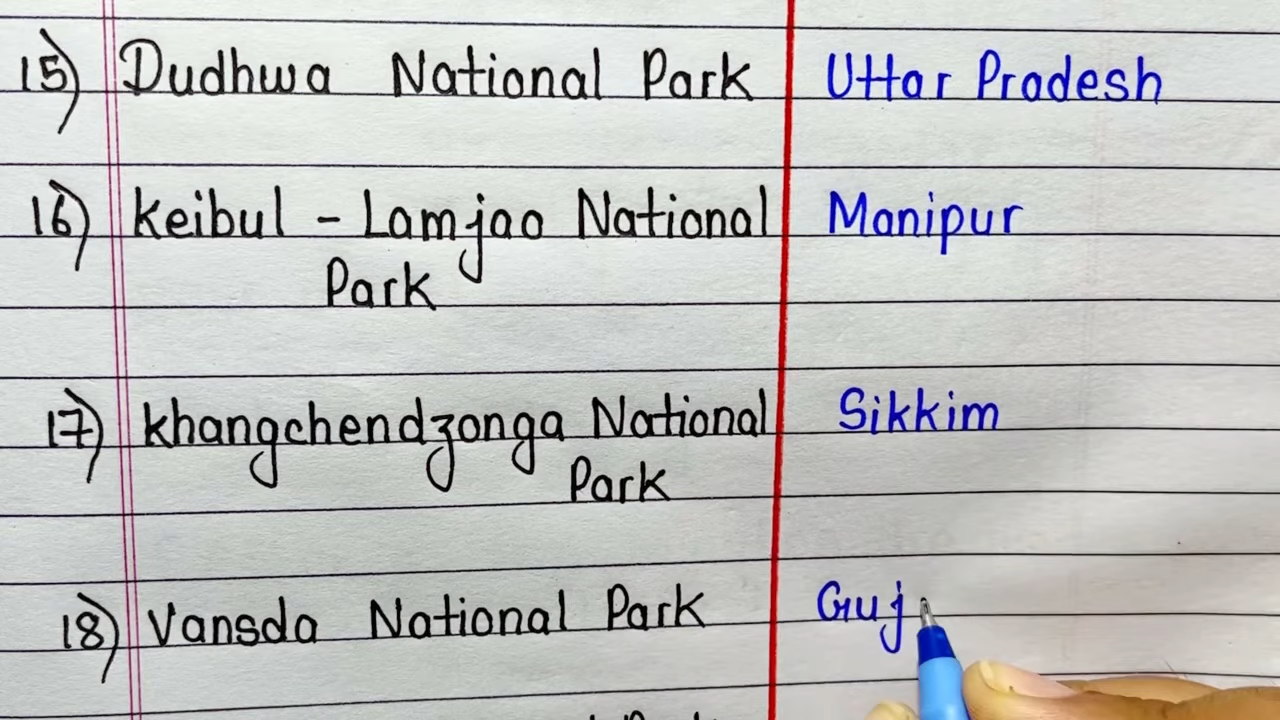 15) Dudhwa National Park Uttar Pradesh
16) Keibul - Lamjao National Manipur
Park
17) Khangchendzonga National Sikkim
Park
18) Vansda National Park Guj